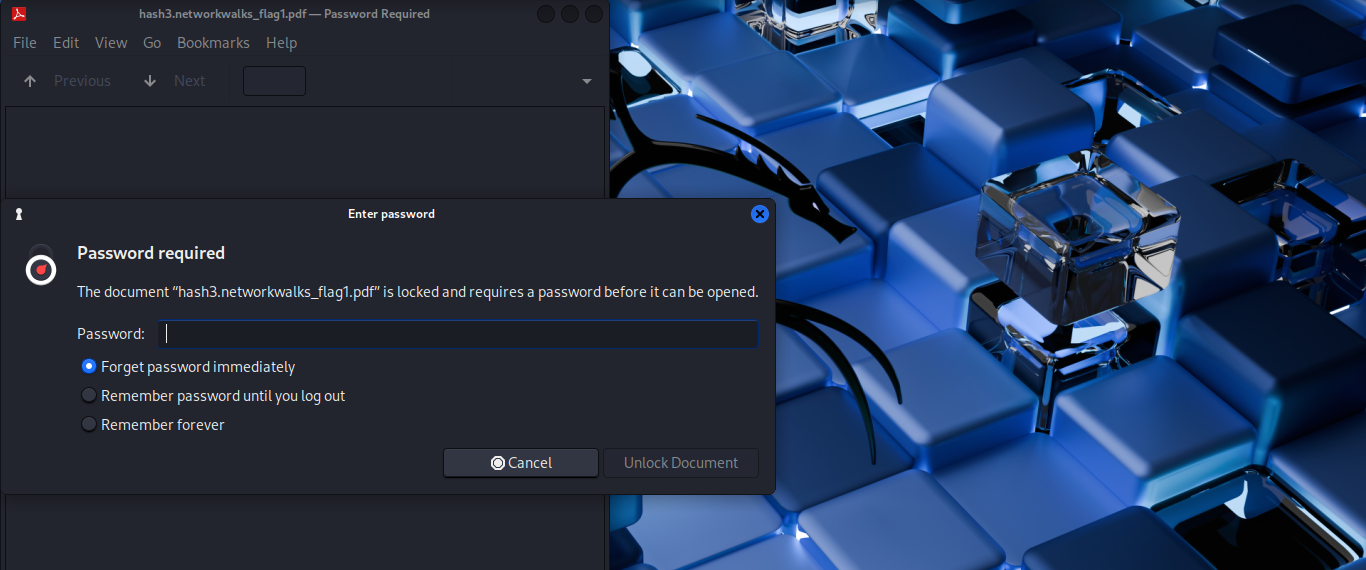 hash3.networkwalks_flag1.pdf — Password Required
File Edit View Go Bookmarks Help
Previous Next
Enter password
Password required
The document “hash3.networkwalks_flag1.pdf” is locked and requires a password before it can be opened.
Password:
Forget password immediately
Remember password until you log out
Remember forever
Cancel Unlock Document